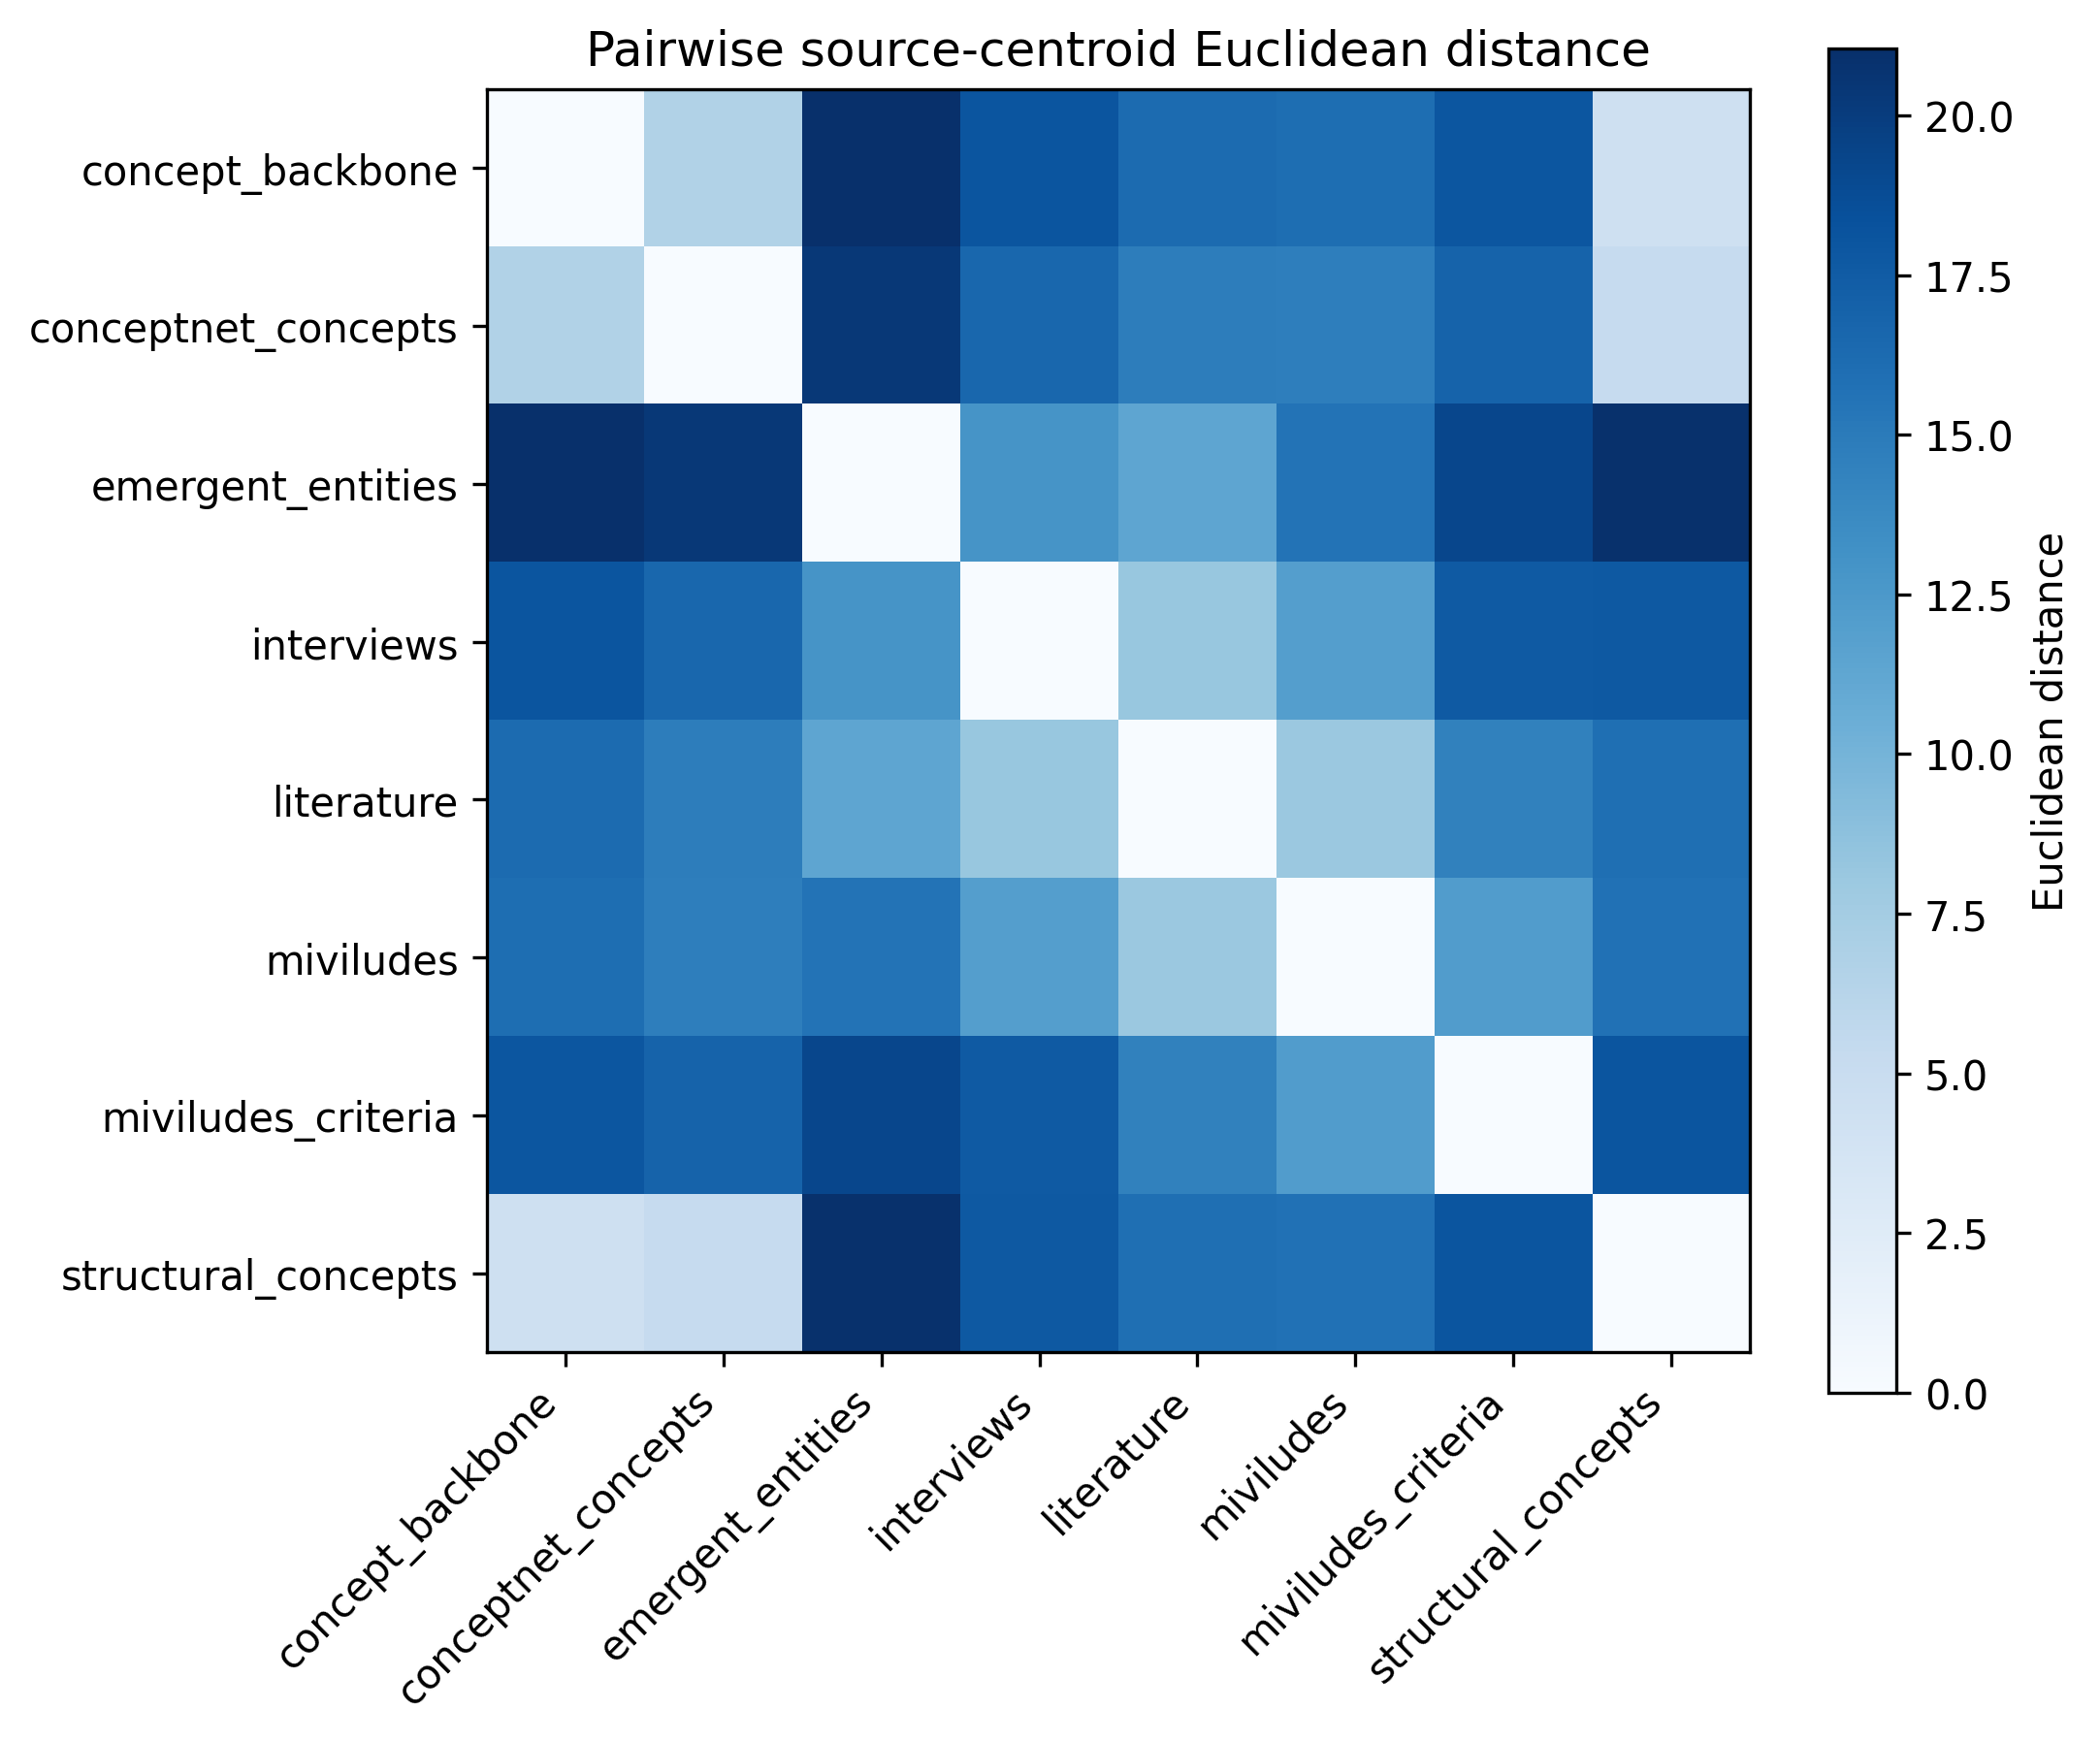 Pairwise source-centroid Euclidean distance
concept_backbone
conceptnet_concepts
emergent_entities
interviews
literature
miviludes
miviludes_criteria
structural_concepts
concept_backbone
conceptnet_concepts
emergent_entities
interviews
literature
miviludes
miviludes_criteria
structural_concepts
20.0
17.5
15.0
12.5
10.0
7.5
5.0
2.5
0.0
Euclidean distance